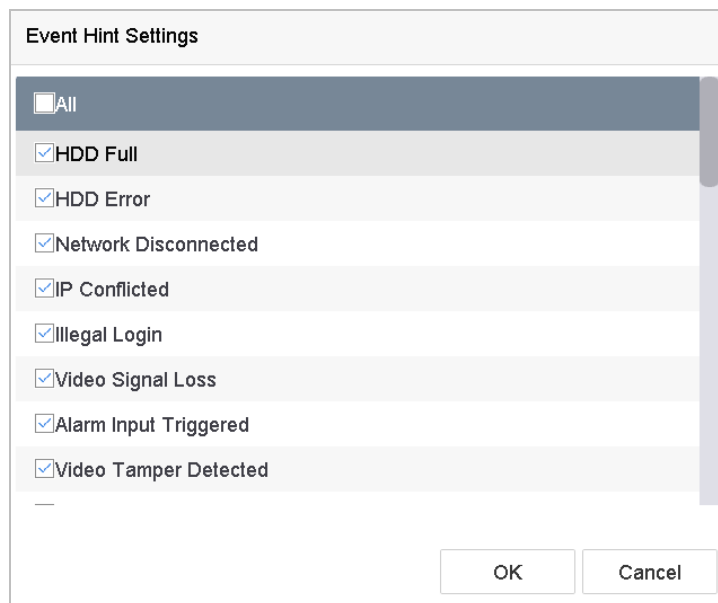 Event Hint Settings
All
HDD Full
HDD Error
Network Disconnected
IP Conflicted
Illegal Login
Video Signal Loss
Alarm Input Triggered
Video Tamper Detected
OK Cancel